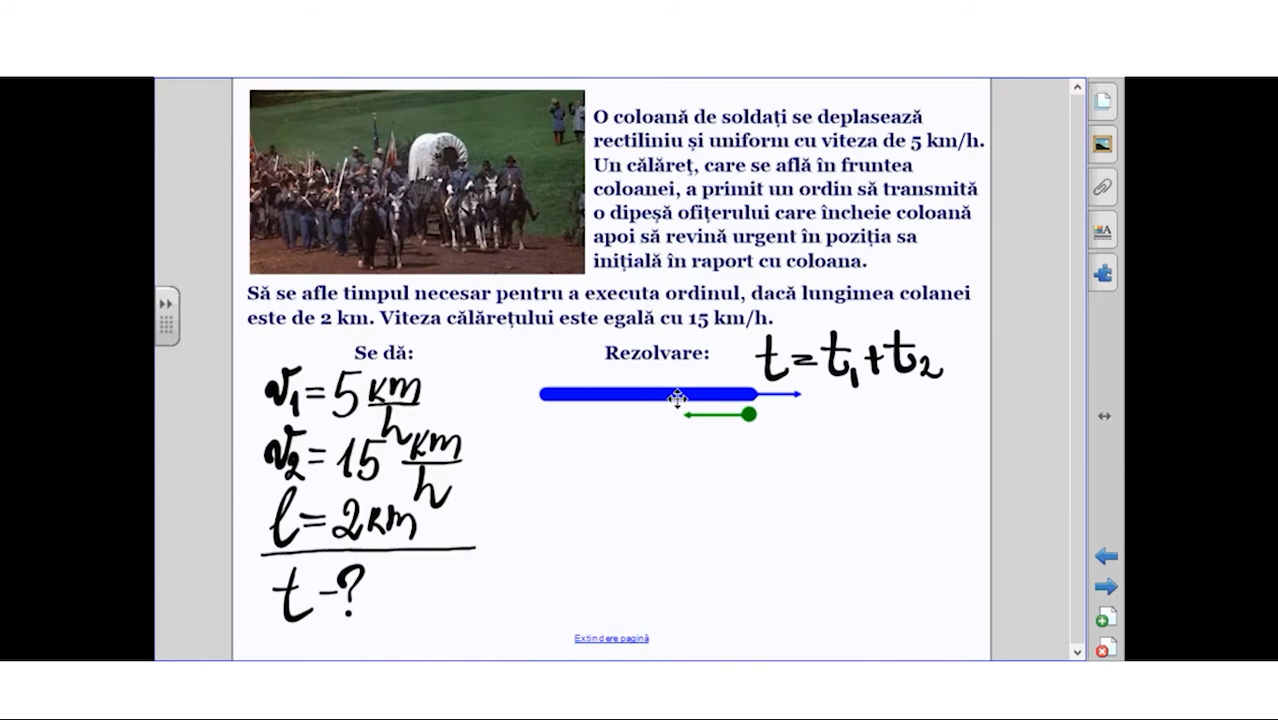 O coloană de soldați se deplasează
rectiliniu și uniform cu viteza de 5 km/h.
Un călăreţ, care se află în fruntea
coloanei, a primit un ordin să transmită
o dipeșă ofiţerului care încheie coloană
apoi să revină urgent în poziția sa
inițială în raport cu coloana.
Să se afle timpul necesar pentru a executa ordinul, dacă lungimea colanei
este de 2 km. Viteza călărețului este egală cu 15 km/h.
Se dă:
Rezolvare:
t=t₁+t₂
v₁=5 km/h
v₂=15 km/h
l=2km
t-?
Extindere pagină